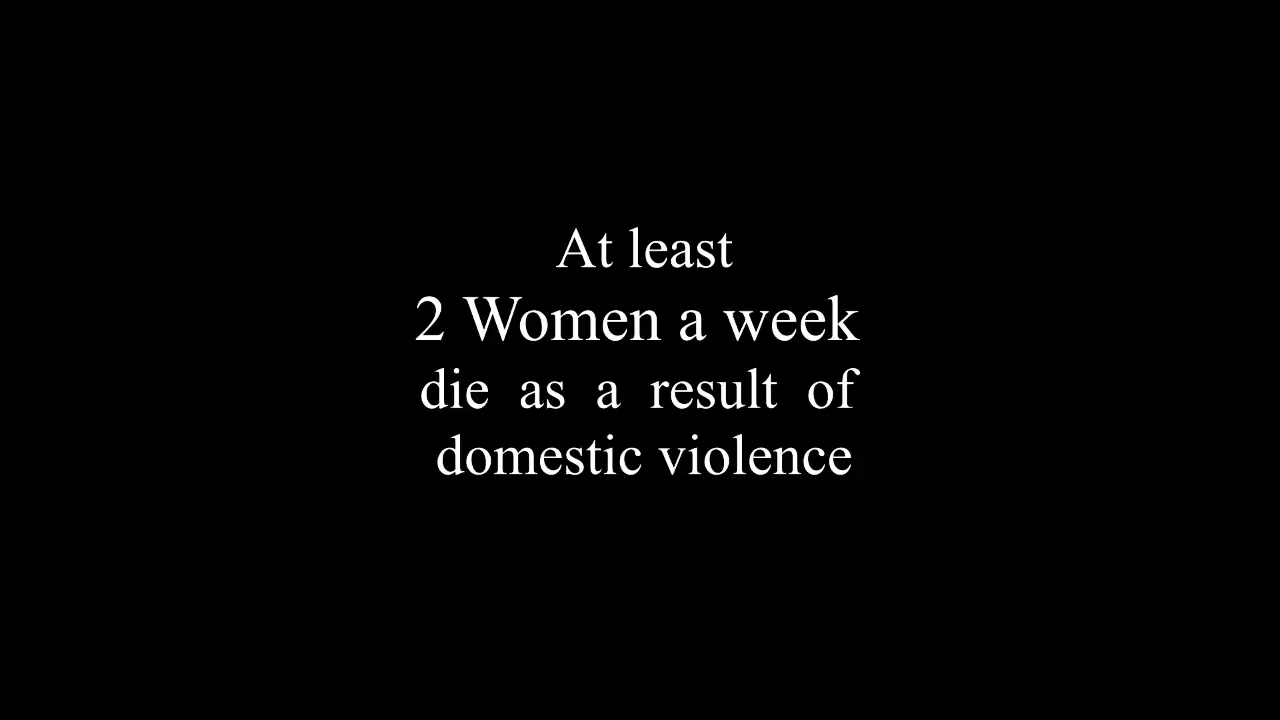 At least
2 Women a week
die as a result of
domestic violence